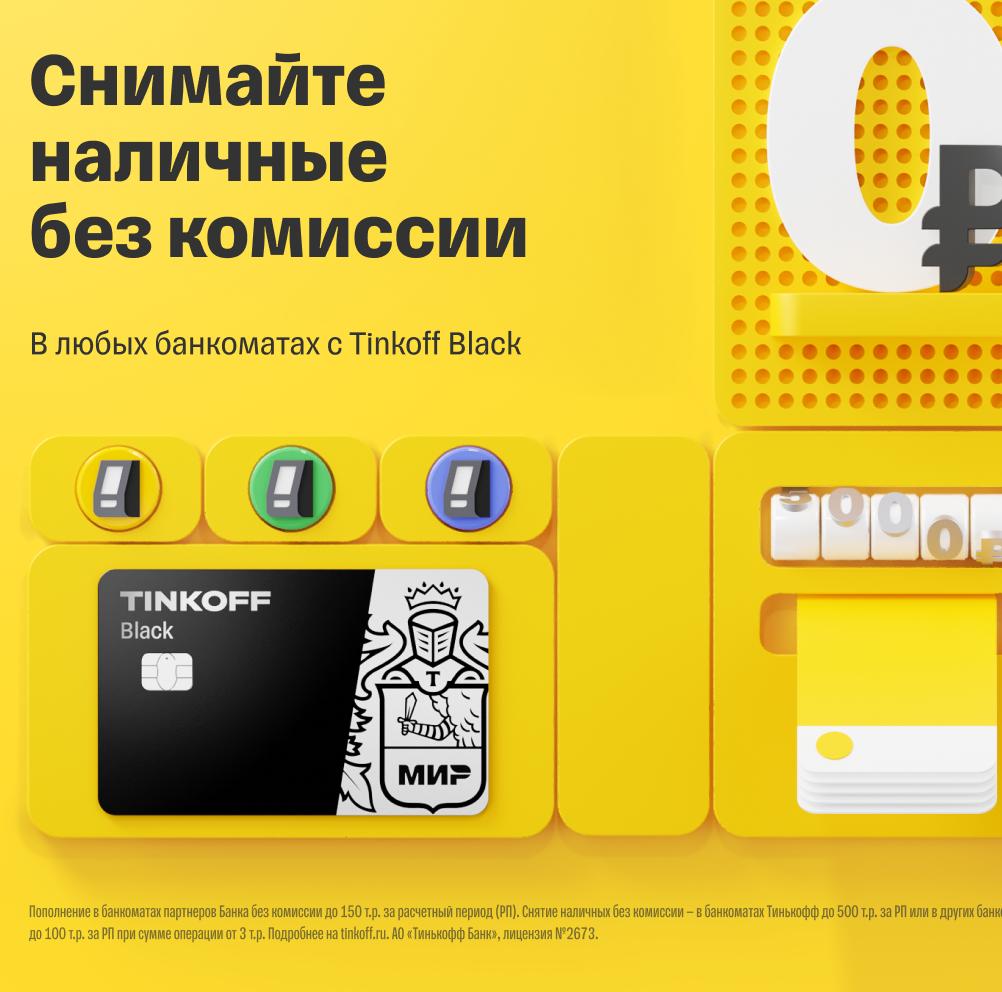 Снимайте
наличные
без комиссии
0₽
В любых банкоматах с Tinkoff Black
5000₽
TINKOFF
Black
T
МИР
Пополнение в банкоматах партнеров Банка без комиссии до 150 т.р. за расчетный период (РП). Снятие наличных без комиссии – в банкоматах Тинькофф до 500 т.р. за РП или в других
до 100 т.р. за РП при сумме операции от 3 т.р. Подробнее на tinkoff.ru. АО «Тинькофф Банк», лицензия №2673.